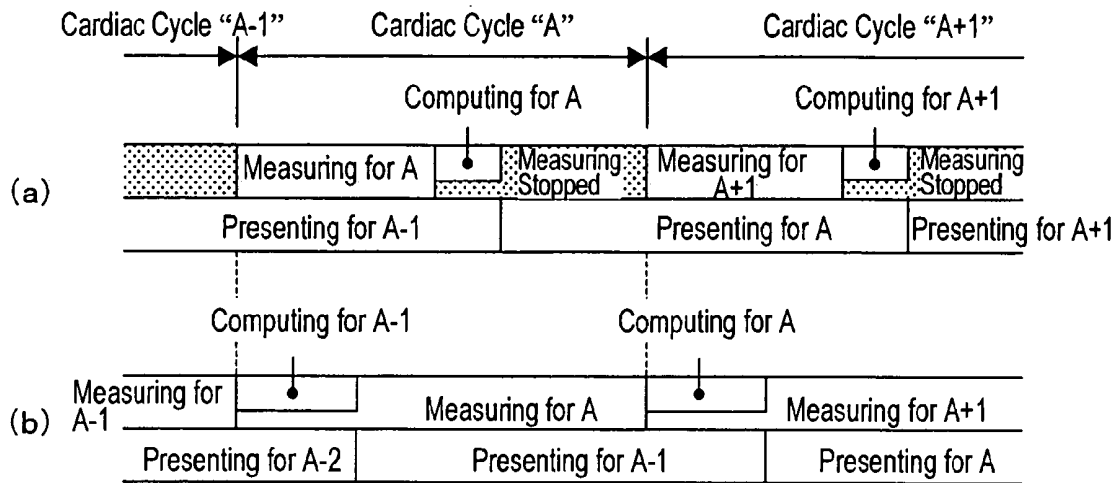 Cardiac Cycle “A-1” Cardiac Cycle “A” Cardiac Cycle “A+1”
Computing for A Computing for A+1
(a)
Measuring for A
Measuring
Stopped
Measuring for
A+1
Measuring
Stopped
Presenting for A-1 Presenting for A Presenting for A+1
Computing for A-1 Computing for A
(b)
Measuring for
A-1
Measuring for A Measuring for A+1
Presenting for A-2 Presenting for A-1 Presenting for A